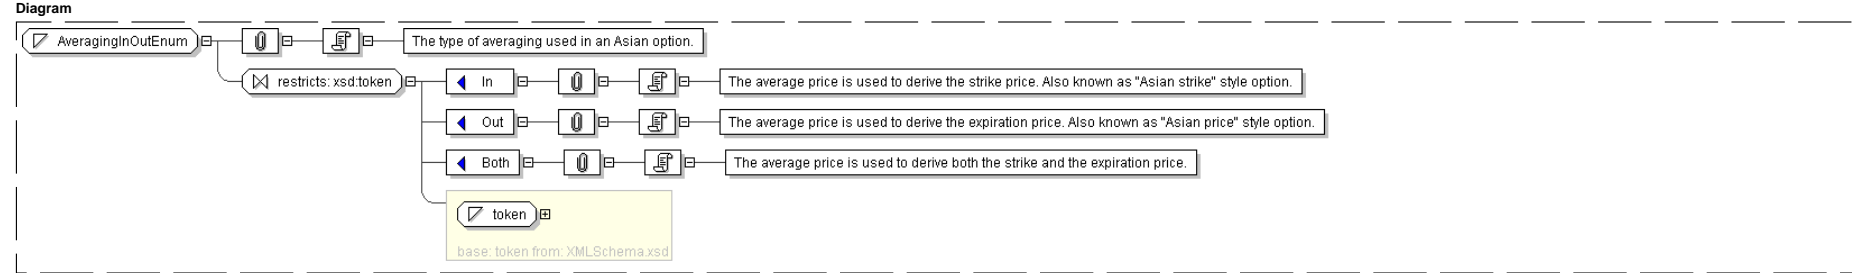 Diagram
AveragingInOutEnum The type of averaging used in an Asian option.
restricts: xsd:token In The average price is used to derive the strike price. Also known as "Asian strike" style option.
Out The average price is used to derive the expiration price. Also known as "Asian price" style option.
Both The average price is used to derive both the strike and the expiration price.
token
base: token from: XMLSchema.xsd